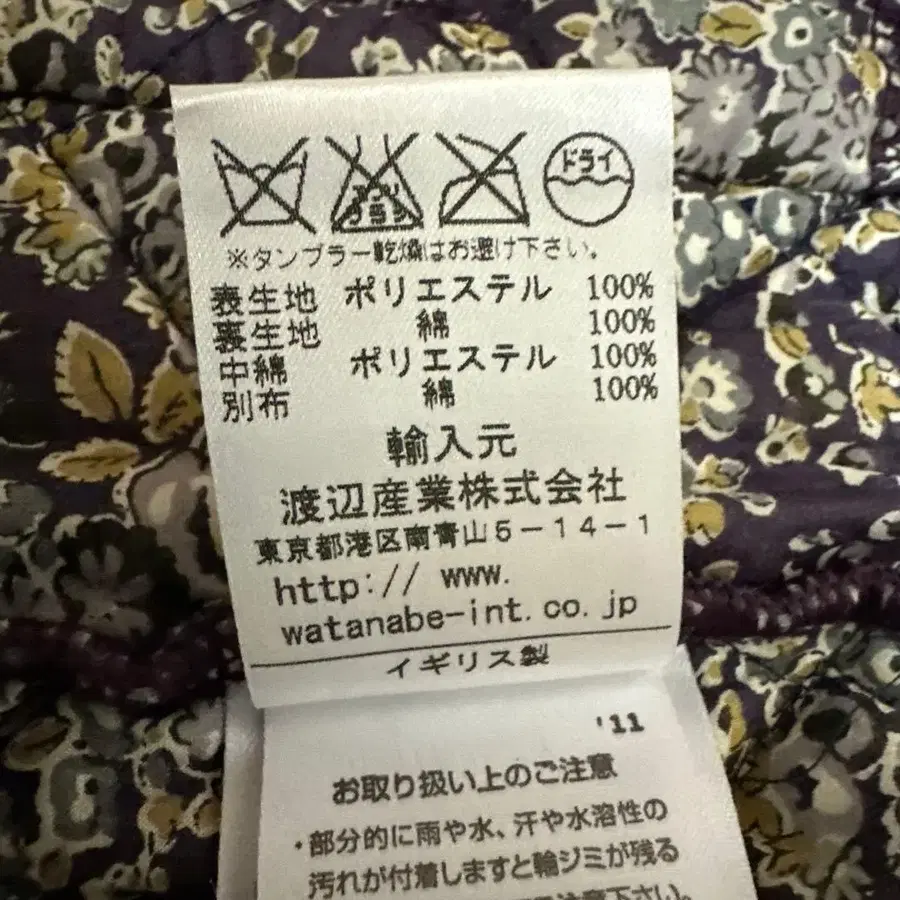 ドライ
※タンブラー乾燥はお避け下さい。
表生地 ポリエステル 100%
裏生地 綿 100%
中綿 ポリエステル 100%
別布 綿 100%
輸入元
渡辺産業株式会社
東京都港区南青山5-14-1
http:// www.
watanabe-int.co.jp
イギリス製
'11
お取り扱い上のご注意
・部分的に雨や水、汗や水溶性の
汚れが付着しますと輪ジミが残る
注意下さい。